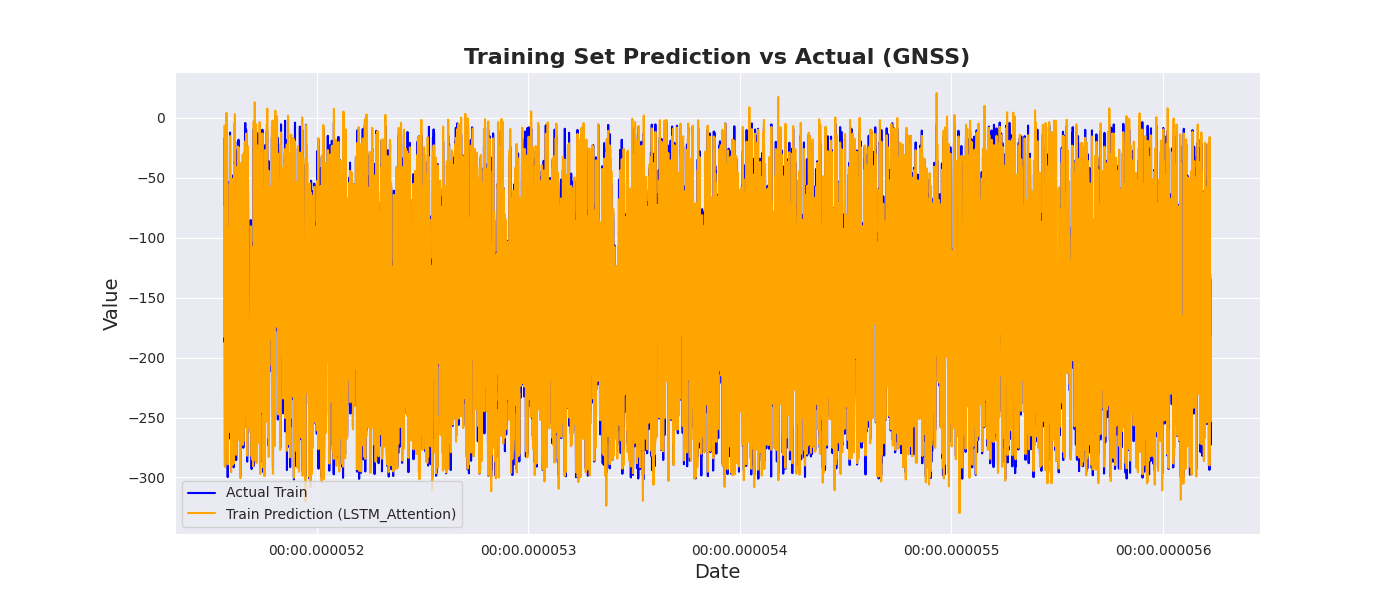 Training Set Prediction vs Actual (GNSS)
Value
0
−50
−100
−150
−200
−250
−300
Actual Train
Train Prediction (LSTM_Attention)
00:00.000052
00:00.000053
00:00.000054
00:00.000055
00:00.000056
Date